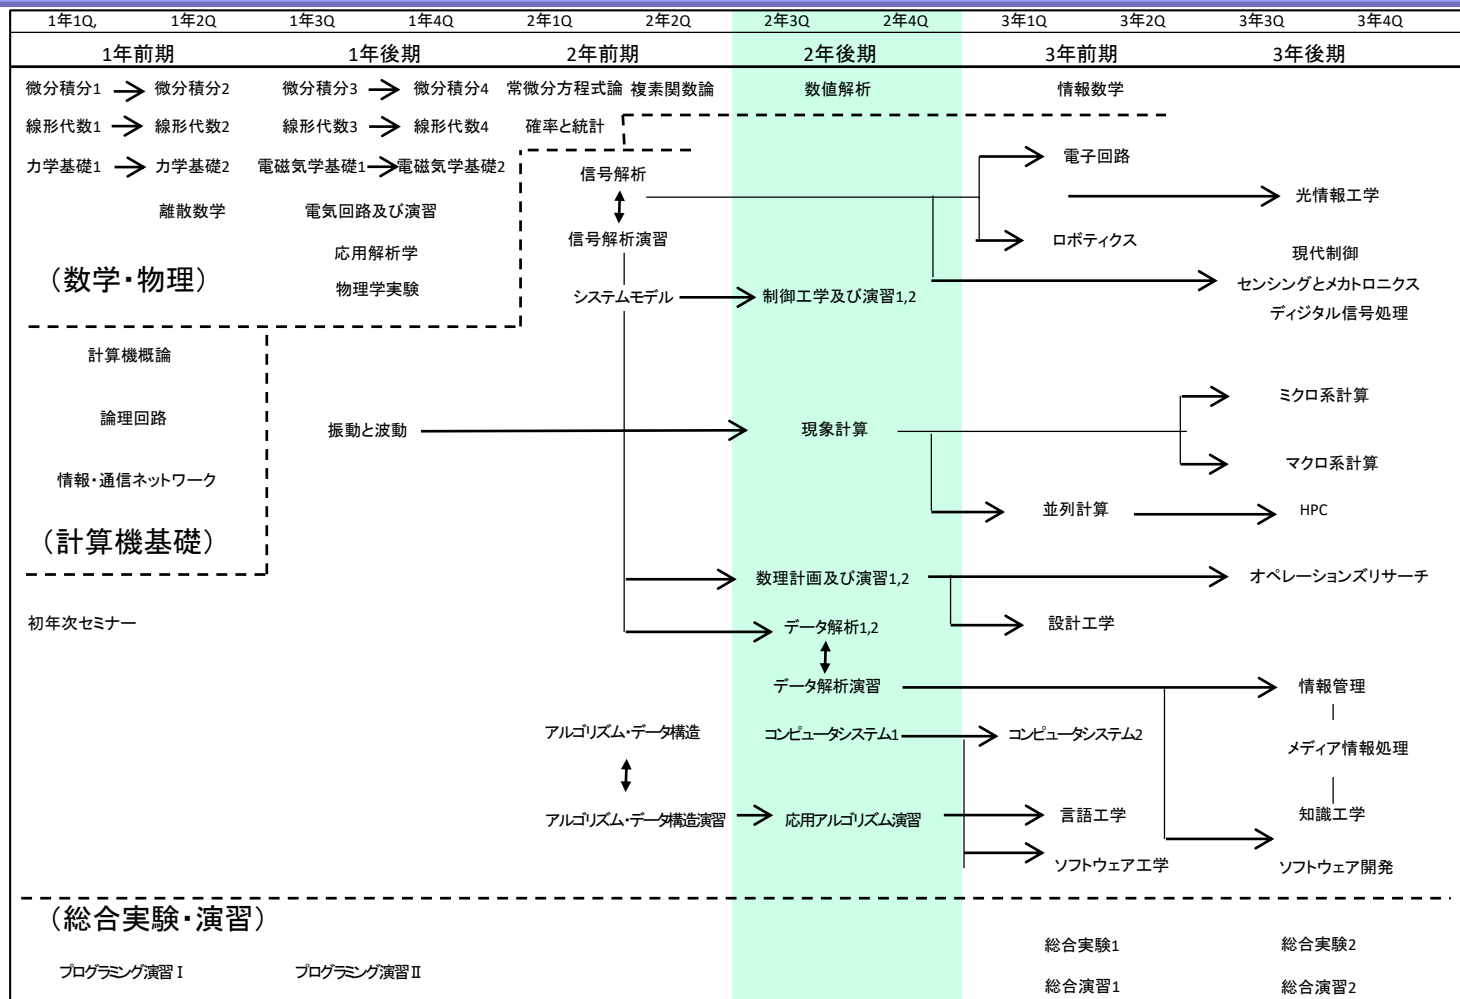 1年1Q, 1年2Q 1年3Q 1年4Q 2年1Q 2年2Q 2年3Q 2年4Q 3年1Q 3年2Q 3年3Q 3年4Q
1年前期 1年後期 2年前期 2年後期 3年前期 3年後期
微分積分1 微分積分2 微分積分3 微分積分4 常微分方程式論 複素関数論 数値解析 情報数学
線形代数1 線形代数2 線形代数3 線形代数4 確率と統計
力学基礎1 力学基礎2 電磁気学基礎1 電磁気学基礎2 信号解析 電子回路
光情報工学
離散数学 電気回路及び演習
信号解析演習 ロボティクス
応用解析学 現代制御
(数学・物理) 物理学実験 システムモデル 制御工学及び演習1,2 センシングとメカトロニクス
ディジタル信号処理
計算機概論
ミクロ系計算
論理回路 振動と波動 現象計算
マクロ系計算
情報・通信ネットワーク
並列計算 HPC
(計算機基礎)
数理計画及び演習1,2 オペレーションズリサーチ
初年次セミナー データ解析1,2 設計工学
データ解析演習 情報管理
アルゴリズム・データ構造 コンピュータシステム1 コンピュータシステム2
メディア情報処理
アルゴリズム・データ構造演習 応用アルゴリズム演習 言語工学 知識工学
ソフトウェア工学 ソフトウェア開発
(総合実験・演習)
総合実験1 総合実験2
プログラミング演習Ⅰ プログラミング演習Ⅱ
総合演習1 総合演習2